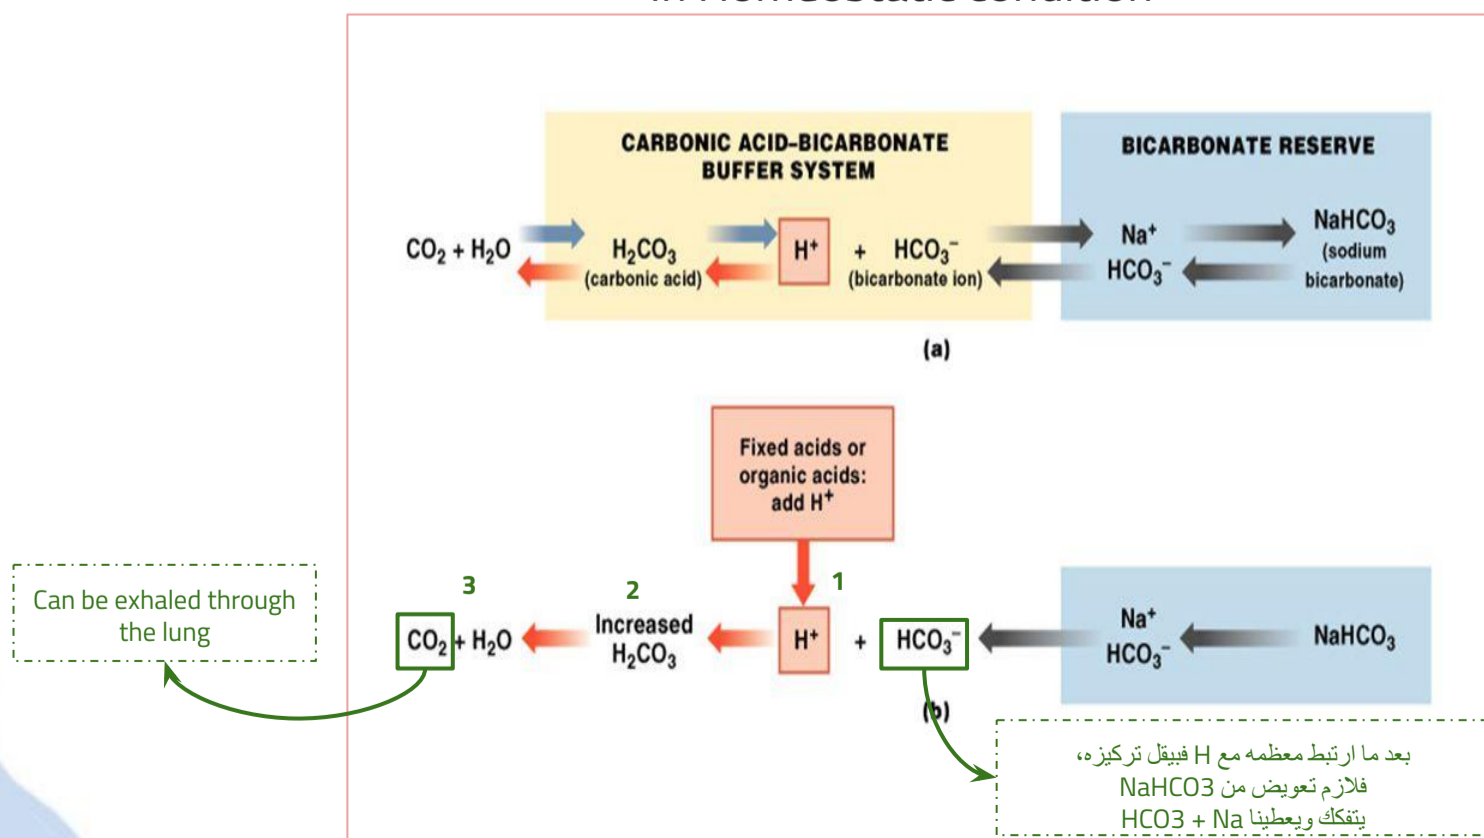 in Homeostatic condition
CARBONIC ACID–BICARBONATE
BUFFER SYSTEM
BICARBONATE RESERVE
CO₂ + H₂O
H₂CO₃
(carbonic acid)
H⁺
+
HCO₃⁻
(bicarbonate ion)
Na⁺
HCO₃⁻
NaHCO₃
(sodium
bicarbonate)
(a)
Fixed acids or
organic acids:
add H⁺
3
2
1
Can be exhaled through
the lung
CO₂ + H₂O
Increased
H₂CO₃
H⁺
+
HCO₃⁻
Na⁺
HCO₃⁻
NaHCO₃
(b)
بعد ما ارتبط معظمه مع H فبيقل تركيزه،
فلازم تعويض من NaHCO3
يتفكك ويعطينا HCO3 + Na